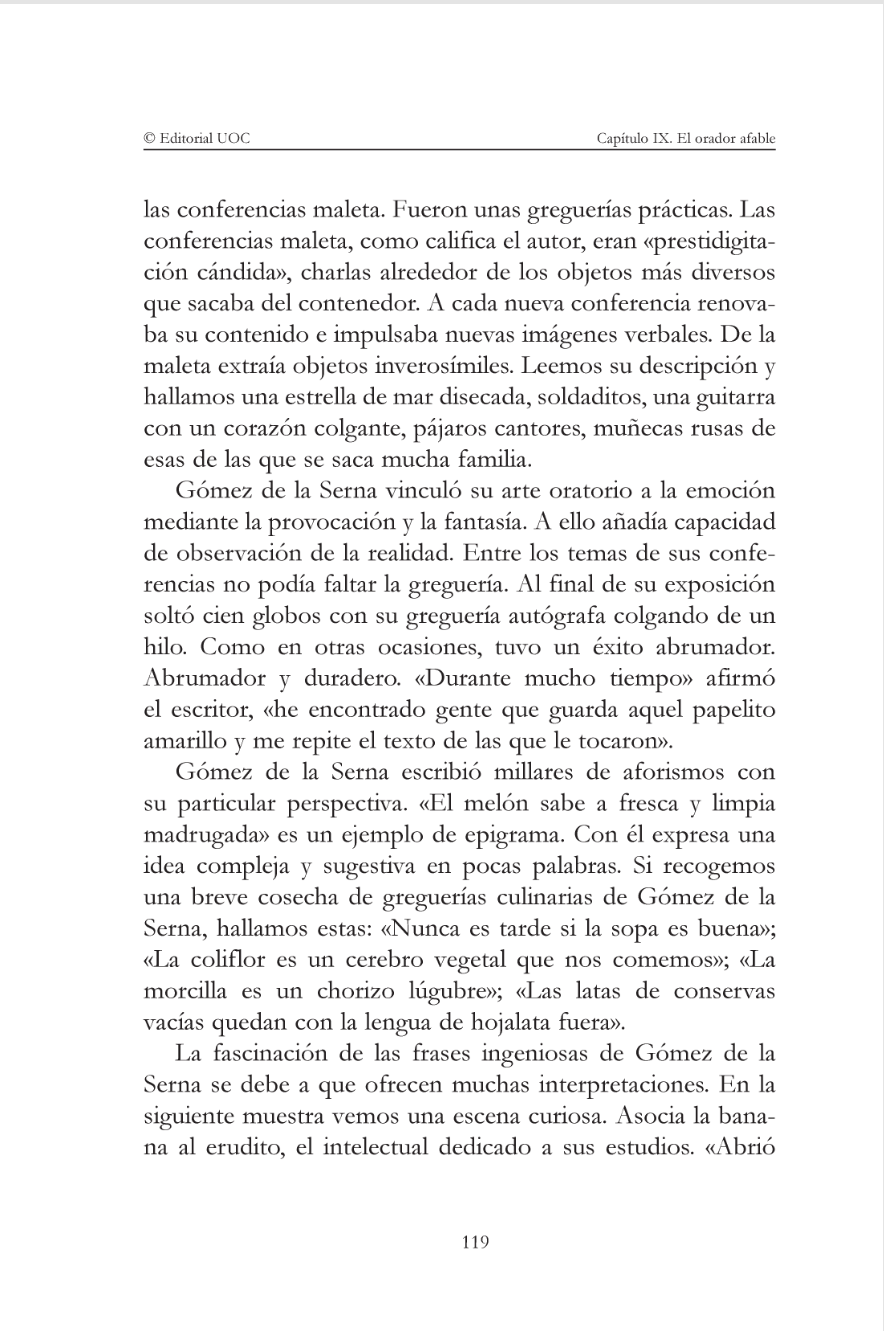 © Editorial UOC
Capítulo IX. El orador afable
las conferencias maleta. Fueron unas greguerías prácticas. Las
conferencias maleta, como califica el autor, eran «prestidigita-
ción cándida», charlas alrededor de los objetos más diversos
que sacaba del contenedor. A cada nueva conferencia renova-
ba su contenido e impulsaba nuevas imágenes verbales. De la
maleta extraía objetos inverosímiles. Leemos su descripción y
hallamos una estrella de mar disecada, soldaditos, una guitarra
con un corazón colgante, pájaros cantores, muñecas rusas de
esas de las que se saca mucha familia.
Gómez de la Serna vinculó su arte oratorio a la emoción
mediante la provocación y la fantasía. A ello añadía capacidad
de observación de la realidad. Entre los temas de sus confe-
rencias no podía faltar la greguería. Al final de su exposición
soltó cien globos con su greguería autógrafa colgando de un
hilo. Como en otras ocasiones, tuvo un éxito abrumador.
Abrumador y duradero. «Durante mucho tiempo» afirmó
el escritor, «he encontrado gente que guarda aquel papelito
amarillo y me repite el texto de las que le tocaron».
Gómez de la Serna escribió millares de aforismos con
su particular perspectiva. «El melón sabe a fresca y limpia
madrugada» es un ejemplo de epigrama. Con él expresa una
idea compleja y sugestiva en pocas palabras. Si recogemos
una breve cosecha de greguerías culinarias de Gómez de la
Serna, hallamos estas: «Nunca es tarde si la sopa es buena»;
«La coliflor es un cerebro vegetal que nos comemos»; «La
morcilla es un chorizo lúgubre»; «Las latas de conservas
vacías quedan con la lengua de hojalata fuera».
La fascinación de las frases ingeniosas de Gómez de la
Serna se debe a que ofrecen muchas interpretaciones. En la
siguiente muestra vemos una escena curiosa. Asocia la bana-
na al erudito, el intelectual dedicado a sus estudios. «Abrió
119